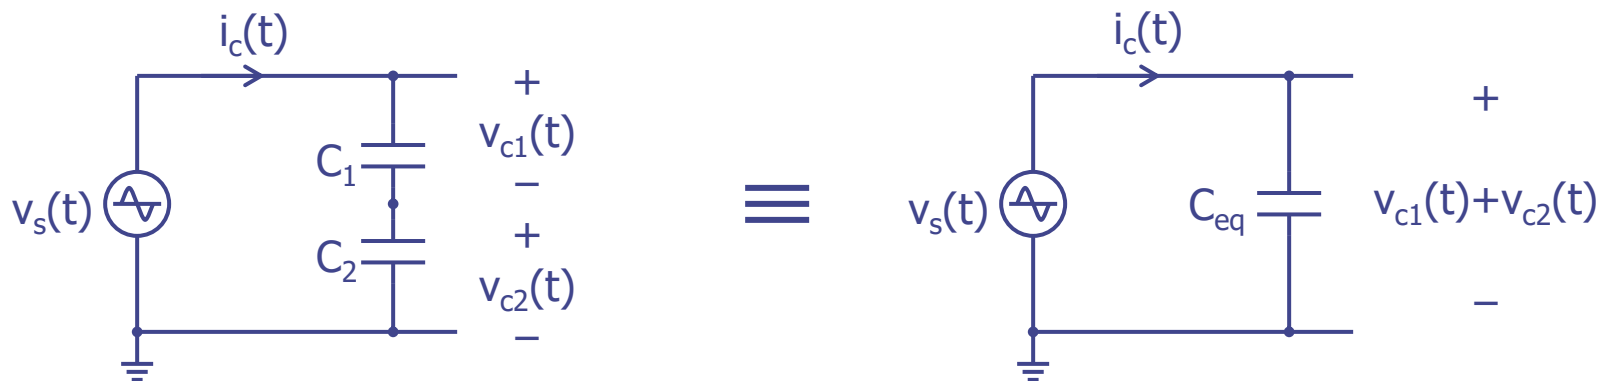 i_c(t)
+
v_c1(t)
C_1
−
v_s(t)
+
C_2
v_c2(t)
−
≡
i_c(t)
+
v_s(t)
C_eq
v_c1(t)+v_c2(t)
−